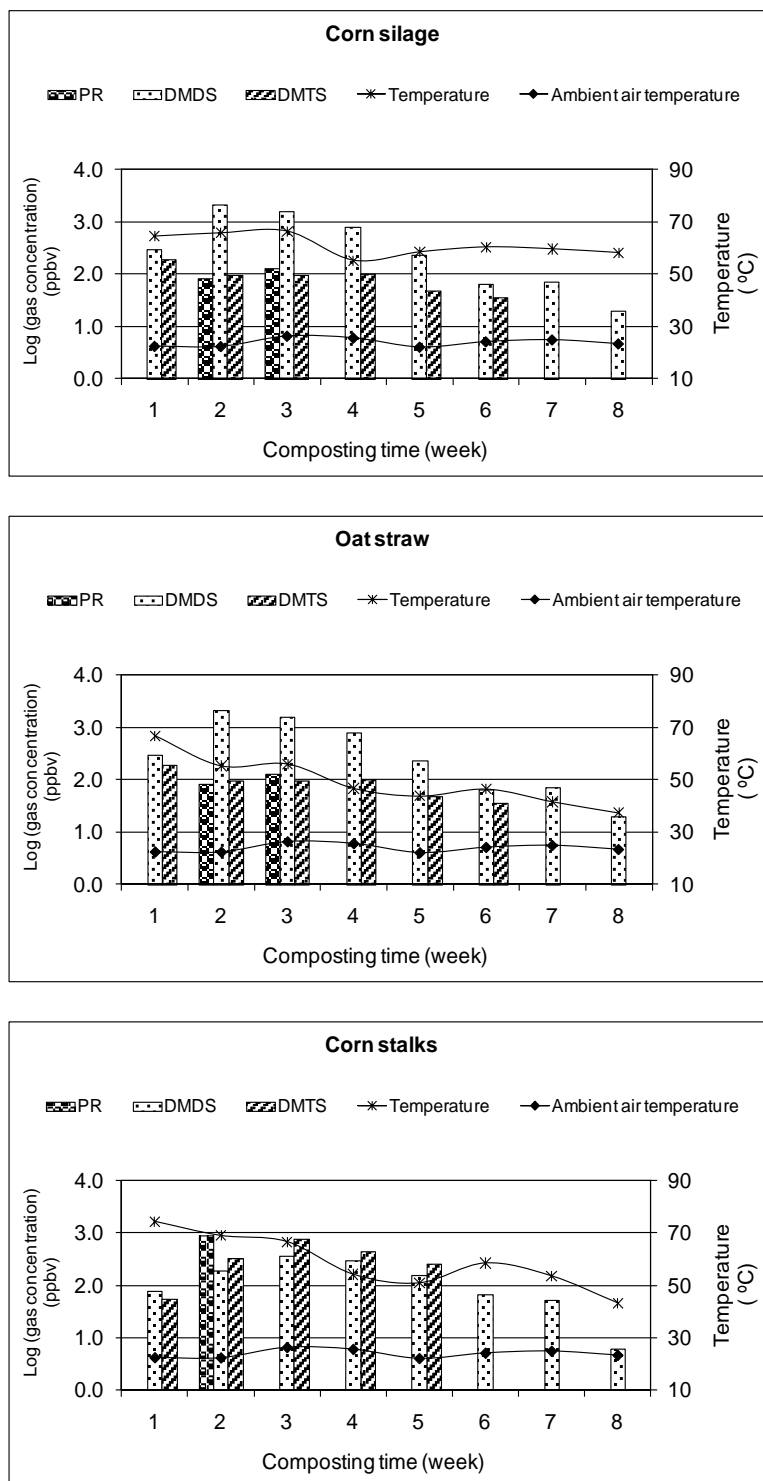 Corn silage
PR DMDS DMTS Temperature Ambient air temperature
4.0 90
3.0 70
2.0 50
1.0 30
0.0 10
Log (gas concentration)
(ppbv)
Temperature
( ºC)
1 2 3 4 5 6 7 8
Composting time (week)
Oat straw
PR DMDS DMTS Temperature Ambient air temperature
4.0 90
3.0 70
2.0 50
1.0 30
0.0 10
Log (gas concentration)
(ppbv)
Temperature
( ºC)
1 2 3 4 5 6 7 8
Composting time (week)
Corn stalks
PR DMDS DMTS Temperature Ambient air temperature
4.0 90
3.0 70
2.0 50
1.0 30
0.0 10
Log (gas concentration)
(ppbv)
Temperature
( ºC)
1 2 3 4 5 6 7 8
Composting time (week)